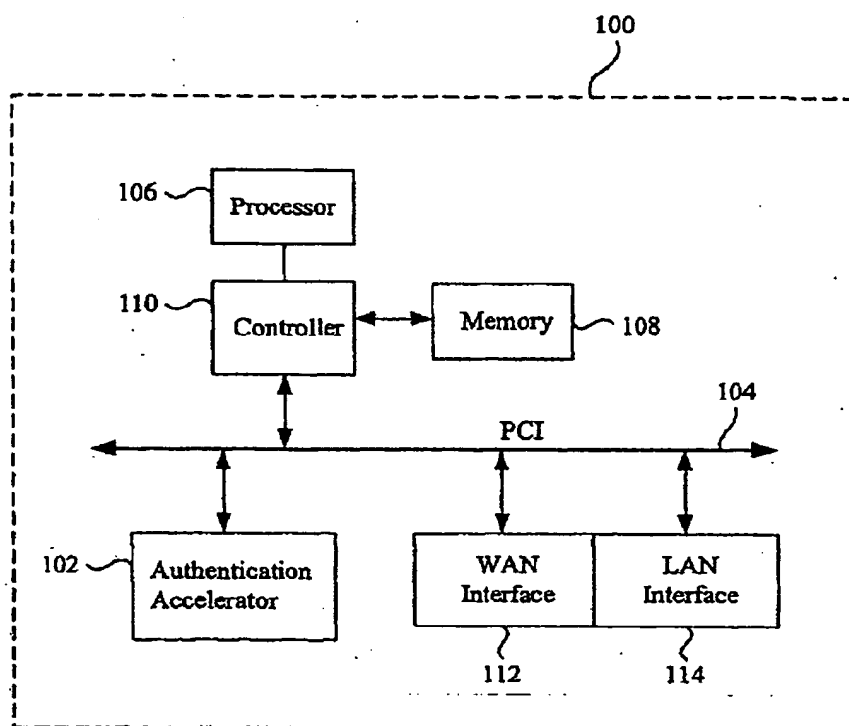 100
106
Processor
110
Controller
Memory
108
104
PCI
102
Authentication
Accelerator
WAN
Interface
LAN
Interface
112
114